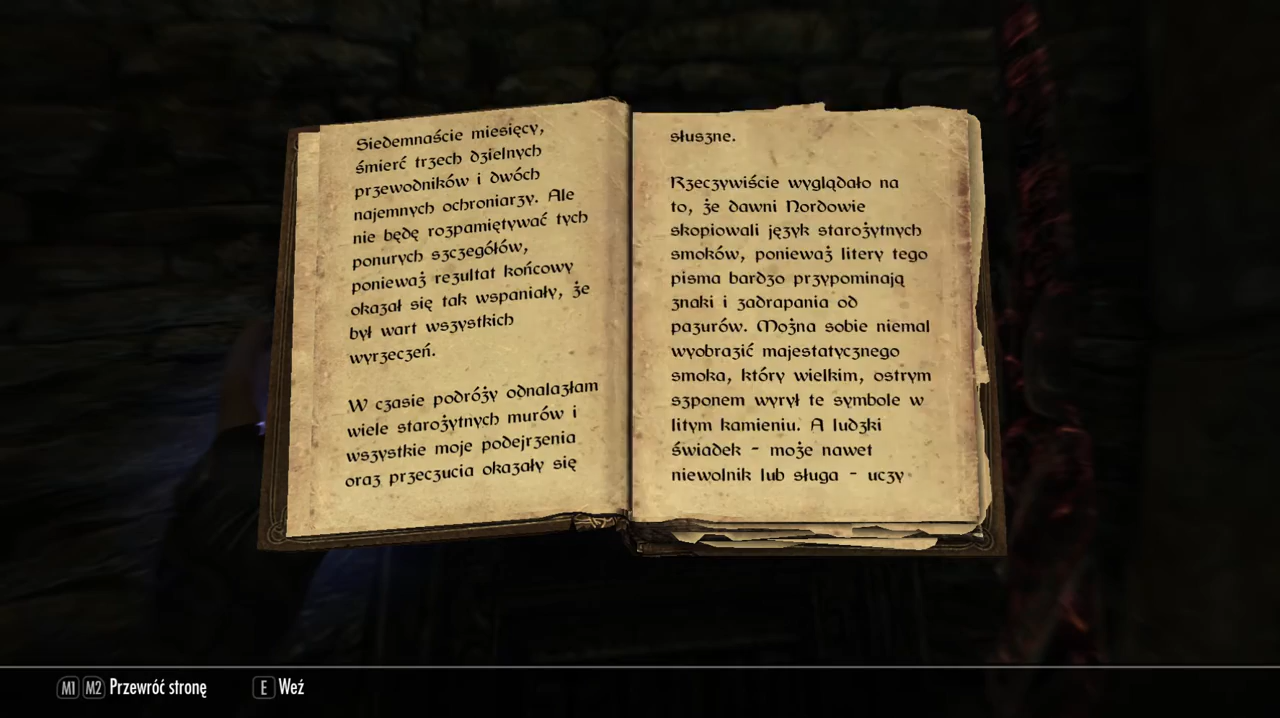 Siedemnaście miesięcy,
śmierć trzech dzielnych
przewodników i dwóch
najemnych ochroniarzy. Ale
nie będę rozpamiętywać tych
ponurych szczegółów,
ponieważ rezultat końcowy
okazał się tak wspaniały, że
był wart wszystkich
wyrzeczeń.
W czasie podróży odnalazłam
wiele starożytnych murów i
wszystkie moje podejrzenia
oraz przeczucia okazały się
słuszne.
Rzeczywiście wyglądało na
to, że dawni Nordowie
skopiowali język starożytnych
smoków, ponieważ litery tego
pisma bardzo przypominają
znaki i zadrapania od
pazurów. Można sobie niemal
wyobrazić majestatycznego
smoka, który wielkim, ostrym
szponem wyrył te symbole w
litym kamieniu. A ludzki
świadek - może nawet
niewolnik lub sługa - uczy
M1 M2 Przewróć stronę E Weź